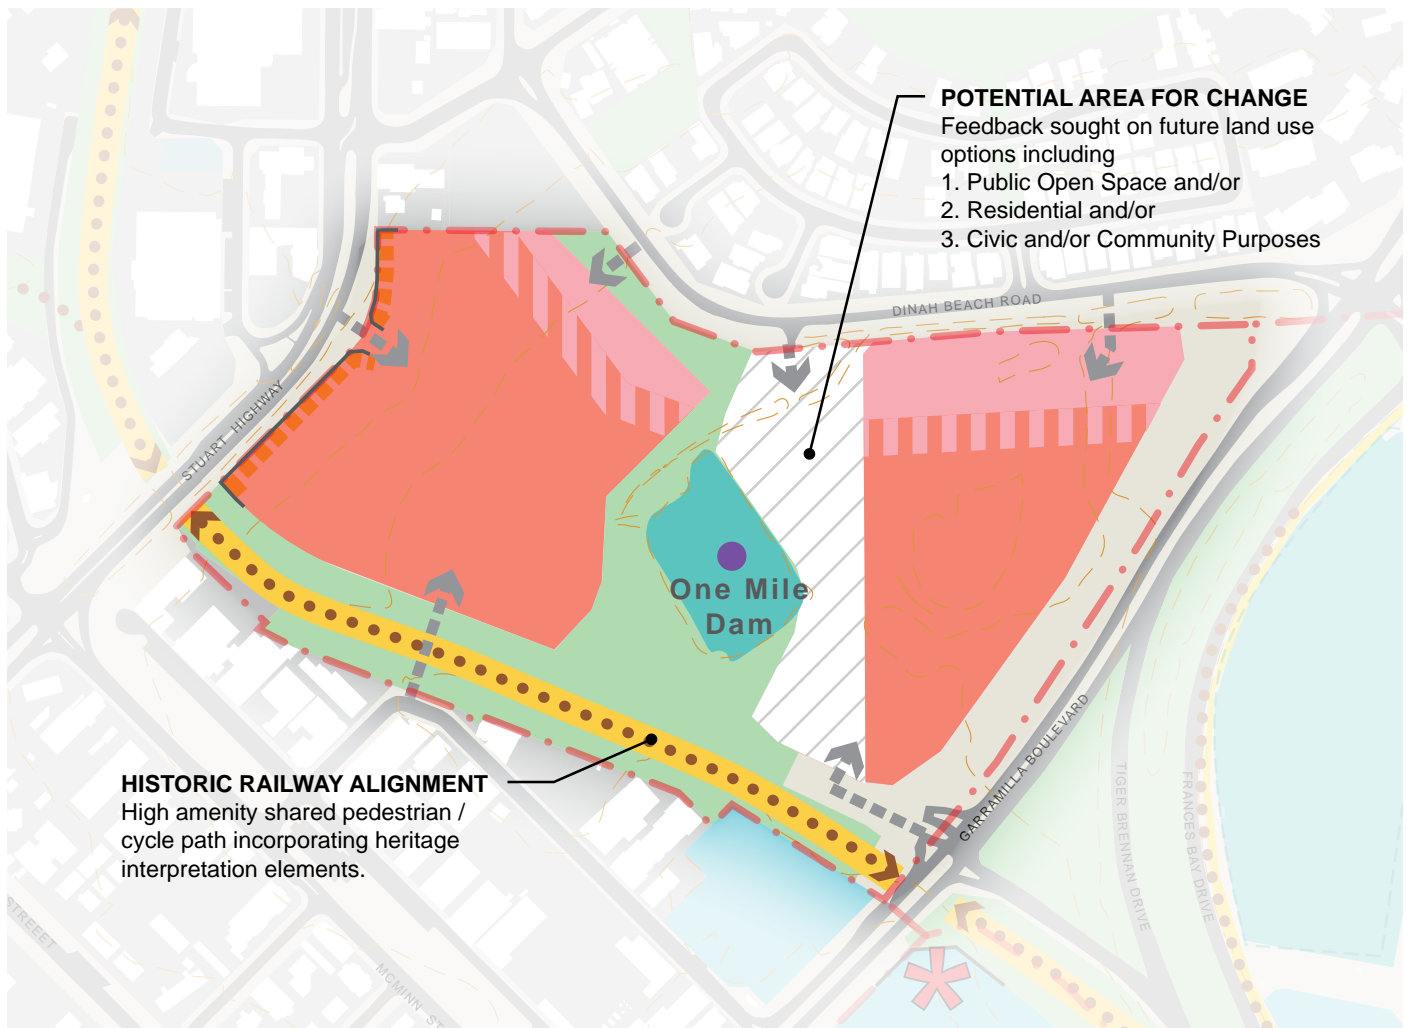 POTENTIAL AREA FOR CHANGE
Feedback sought on future land use
options including
1. Public Open Space and/or
2. Residential and/or
3. Civic and/or Community Purposes
DINAH BEACH ROAD
STUART HIGHWAY
One Mile
Dam
HISTORIC RAILWAY ALIGNMENT
High amenity shared pedestrian /
cycle path incorporating heritage
interpretation elements.
GARRAMILLA BOULEVARD
TIGER BRENNAN DRIVE
FRANCES BAY DRIVE
STREEET
MCMINN ST